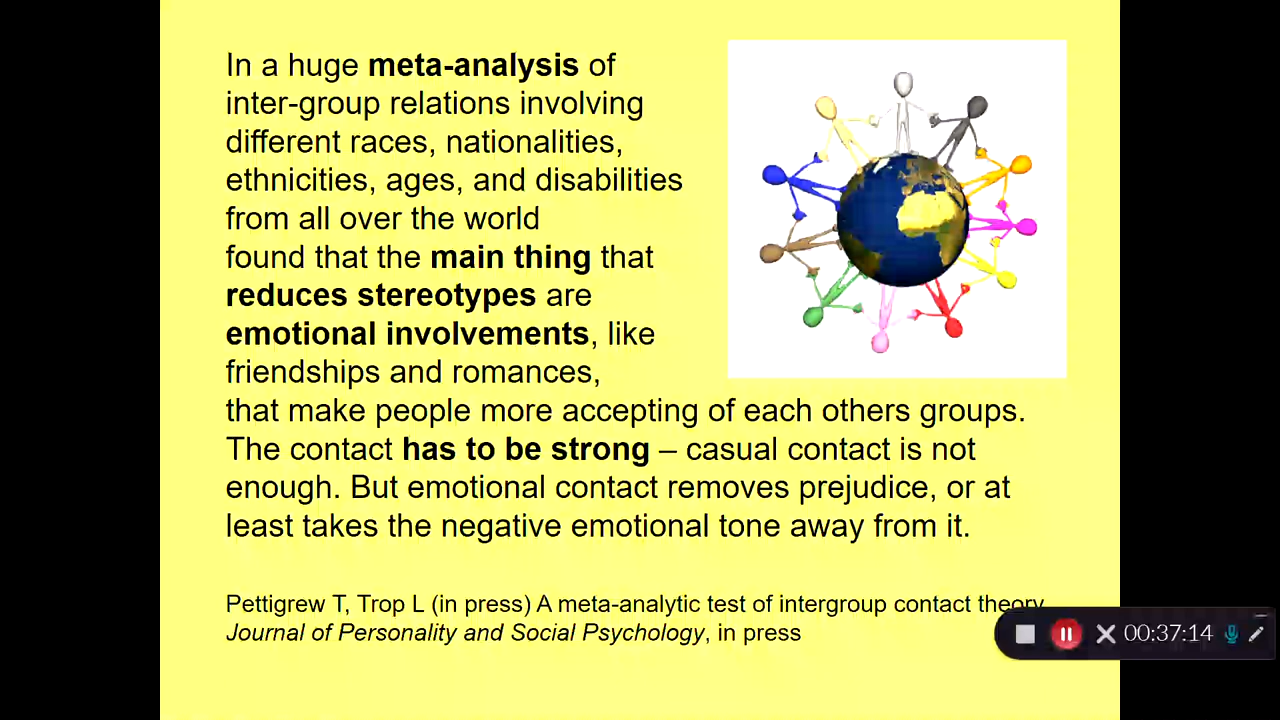 In a huge meta-analysis of
inter-group relations involving
different races, nationalities,
ethnicities, ages, and disabilities
from all over the world
found that the main thing that
reduces stereotypes are
emotional involvements, like
friendships and romances,
that make people more accepting of each others groups.
The contact has to be strong – casual contact is not
enough. But emotional contact removes prejudice, or at
least takes the negative emotional tone away from it.
Pettigrew T, Trop L (in press) A meta-analytic test of intergroup contact theory
Journal of Personality and Social Psychology, in press
00:37:14